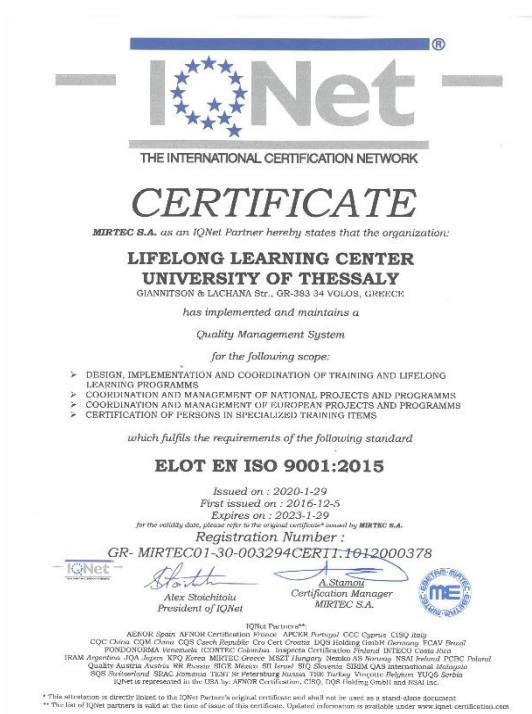 IQNet ®
THE INTERNATIONAL CERTIFICATION NETWORK
CERTIFICATE
MIRTEC S.A. as an IQNet Partner hereby states that the organization:
LIFELONG LEARNING CENTER
UNIVERSITY OF THESSALY
GIANNITSON & LACHANA Str., GR-383 34 VOLOS, GREECE
has implemented and maintains a
Quality Management System
for the following scope:
➢ DESIGN, IMPLEMENTATION AND COORDINATION OF TRAINING AND LIFELONG
LEARNING PROGRAMMS
➢ COORDINATION AND MANAGEMENT OF NATIONAL PROJECTS AND PROGRAMMS
➢ COORDINATION AND MANAGEMENT OF EUROPEAN PROJECTS AND PROGRAMMS
➢ CERTIFICATION OF PERSONS IN SPECIALIZED TRAINING ITEMS
which fulfils the requirements of the following standard
ELOT EN ISO 9001:2015
Issued on : 2020-1-29
First issued on : 2016-12-5
Expires on : 2023-1-29
for the validity date, please refer to the original certificate* issued by MIRTEC S.A.
Registration Number :
GR- MIRTEC01-30-003294CER11.1012000378
IQNet
Alex Stoichitoiu
President of IQNet
A.Stamou
Certification Manager
MIRTEC S.A.
IQNet Partners**:
AENOR Spain AFNOR Certification France APCER Portugal CCC Cyprus CISQ Italy
CQC China CQM China CQS Czech Republic Cro Cert Croatia DQS Holding GmbH Germany FCAV Brazil
FONDONORMA Venezuela ICONTEC Colombia Inspecta Certification Finland INTECO Costa Rica
IRAM Argentina JQA Japan KFQ Korea MIRTEC Greece MSZT Hungary Nemko AS Norway NSAI Ireland PCBC Poland
Quality Austria Austria RR Russia SIGE México SII Israel SIQ Slovenia SIRIM QAS International Malaysia
SQS Switzerland SRAC Romania TEST St Petersburg Russia TSE Turkey Vinçotte Belgium YUQS Serbia
IQNet is represented in the USA by: AFNOR Certification, CISQ, DQS Holding GmbH and NSAI Inc.
* This attestation is directly linked to the IQNet Partner's original certificate and shall not be used as a stand-alone document
** The list of IQNet partners is valid at the time of issue of this certificate. Updated information is available under www.iqnet-certification.com